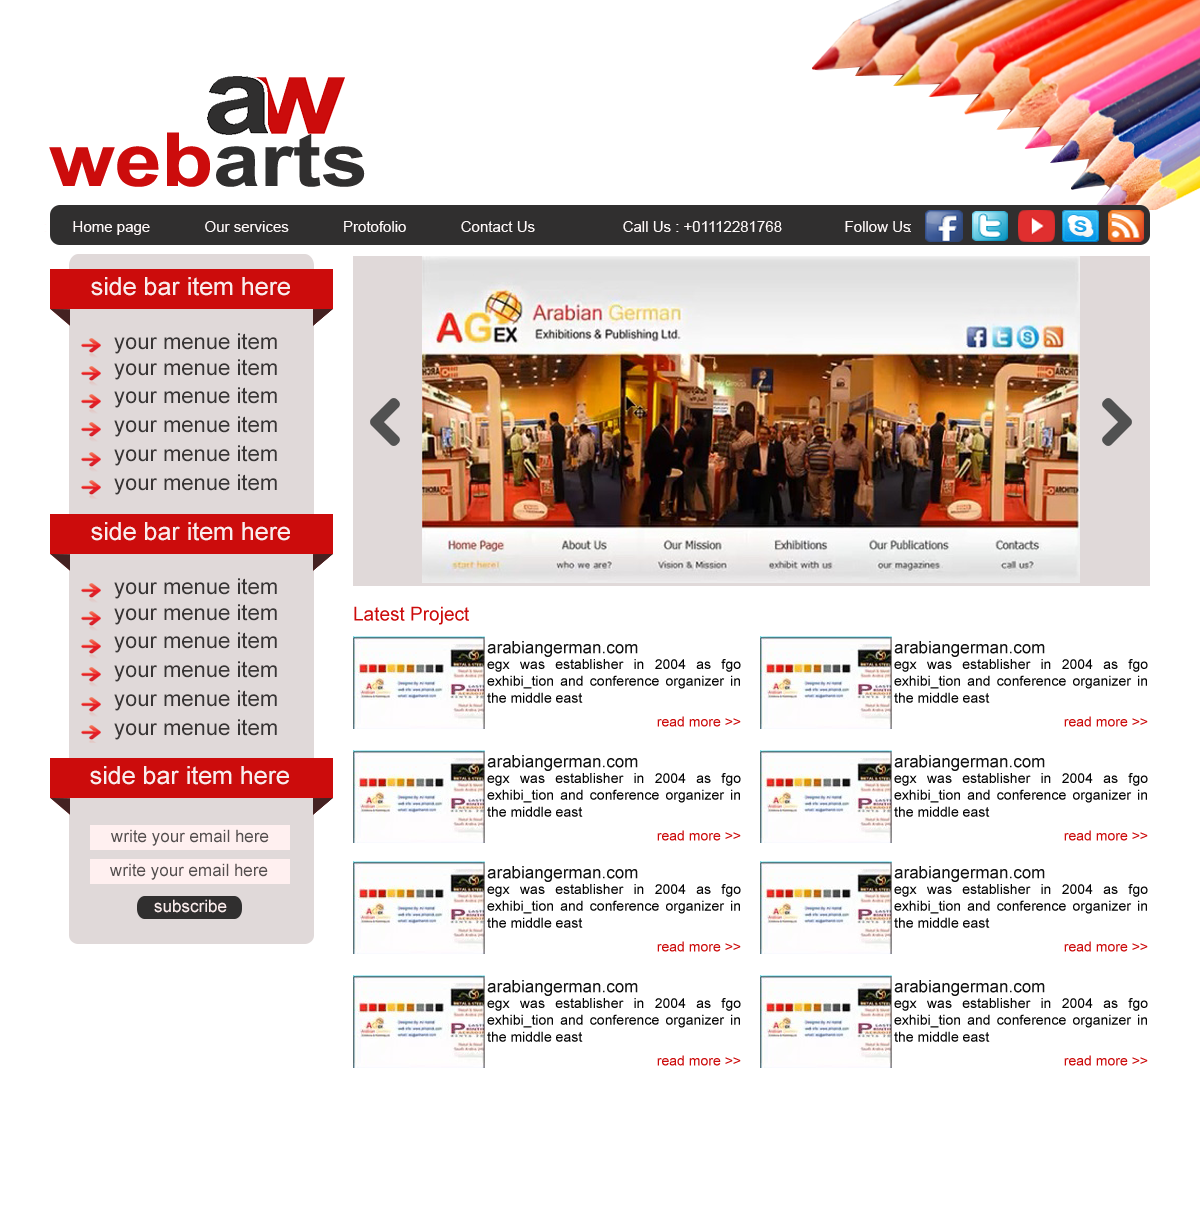 aw
webarts
Home page Our services Protofolio Contact Us Call Us : +01112281768 Follow Us:
side bar item here
your menue item
your menue item
your menue item
your menue item
your menue item
your menue item
side bar item here
your menue item
your menue item
your menue item
your menue item
your menue item
your menue item
side bar item here
write your email here
write your email here
subscribe
AGEX
Arabian German
Exhibitions & Publishing Ltd.
Home Page About Us Our Mission Exhibitions Our Publications Contacts
start here! who we are? Vision & Mission exhibit with us our magazines call us?
Latest Project
arabiangerman.com
egx was establisher in 2004 as fgo
exhibi_tion and conference organizer in
the middle east
read more >>
arabiangerman.com
egx was establisher in 2004 as fgo
exhibi_tion and conference organizer in
the middle east
read more >>
arabiangerman.com
egx was establisher in 2004 as fgo
exhibi_tion and conference organizer in
the middle east
read more >>
arabiangerman.com
egx was establisher in 2004 as fgo
exhibi_tion and conference organizer in
the middle east
read more >>
arabiangerman.com
egx was establisher in 2004 as fgo
exhibi_tion and conference organizer in
the middle east
read more >>
arabiangerman.com
egx was establisher in 2004 as fgo
exhibi_tion and conference organizer in
the middle east
read more >>
arabiangerman.com
egx was establisher in 2004 as fgo
exhibi_tion and conference organizer in
the middle east
read more >>
arabiangerman.com
egx was establisher in 2004 as fgo
exhibi_tion and conference organizer in
the middle east
read more >>